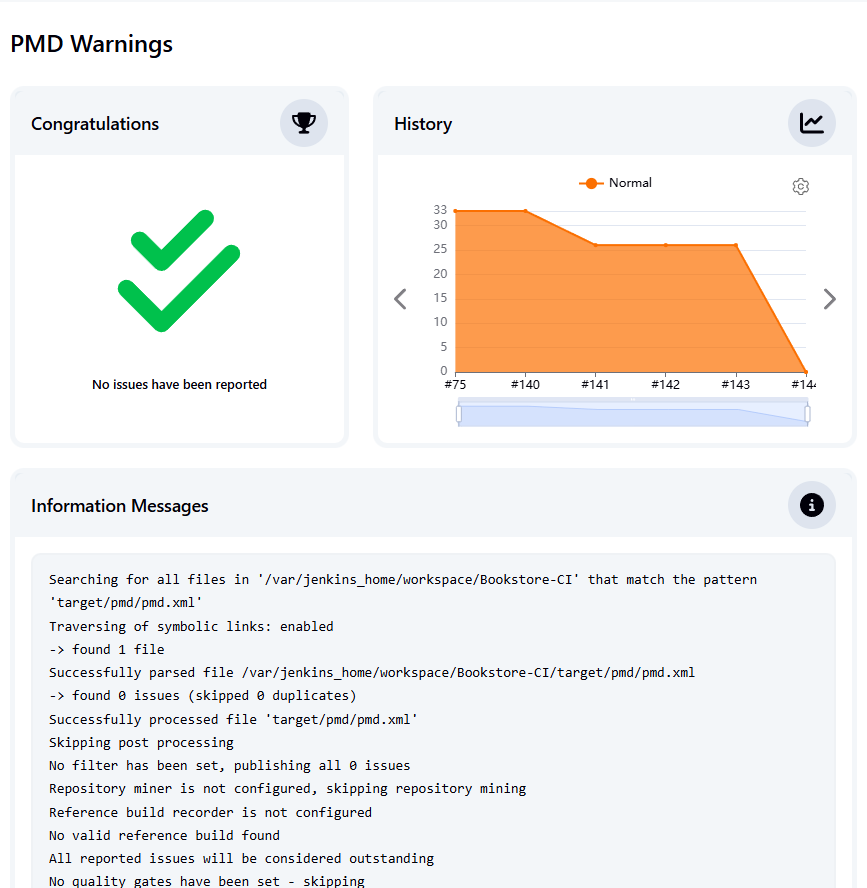 PMD Warnings
Congratulations
No issues have been reported
History
Normal
33
30
25
20
15
10
5
0
#75 #140 #141 #142 #143 #144
Information Messages
Searching for all files in '/var/jenkins_home/workspace/Bookstore-CI' that match the pattern
'target/pmd/pmd.xml'
Traversing of symbolic links: enabled
-> found 1 file
Successfully parsed file /var/jenkins_home/workspace/Bookstore-CI/target/pmd/pmd.xml
-> found 0 issues (skipped 0 duplicates)
Successfully processed file 'target/pmd/pmd.xml'
Skipping post processing
No filter has been set, publishing all 0 issues
Repository miner is not configured, skipping repository mining
Reference build recorder is not configured
No valid reference build found
All reported issues will be considered outstanding
No quality gates have been set - skipping